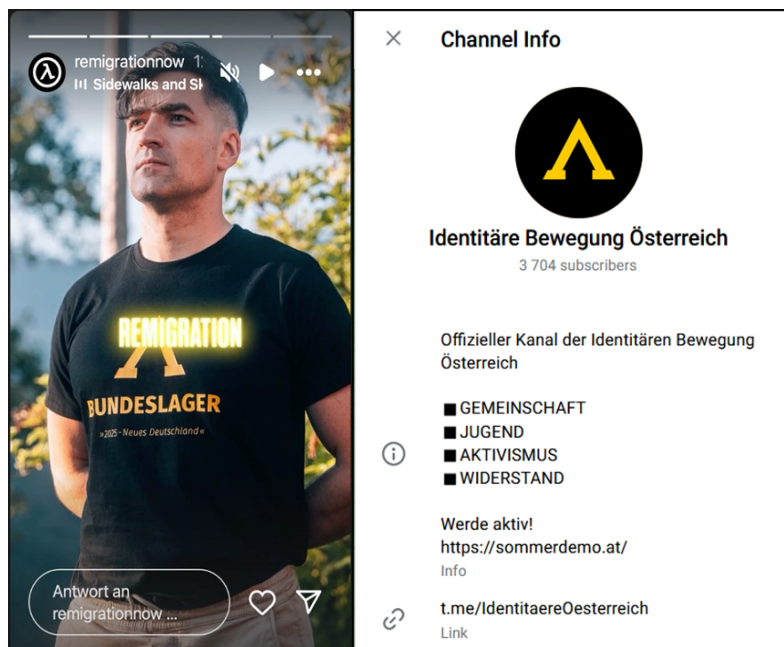 remigrationnow 1
Sidewalks and Sk
REMIGRATION
BUNDESLAGER
»2025 - Neues Deutschland«
Antwort an
remigrationnow ...
Channel Info
Identitäre Bewegung Österreich
3 704 subscribers
Offizieller Kanal der Identitären Bewegung
Österreich
GEMEINSCHAFT
JUGEND
AKTIVISMUS
WIDERSTAND
Werde aktiv!
https://sommerdemo.at/
Info
t.me/IdentitaereOesterreich
Link